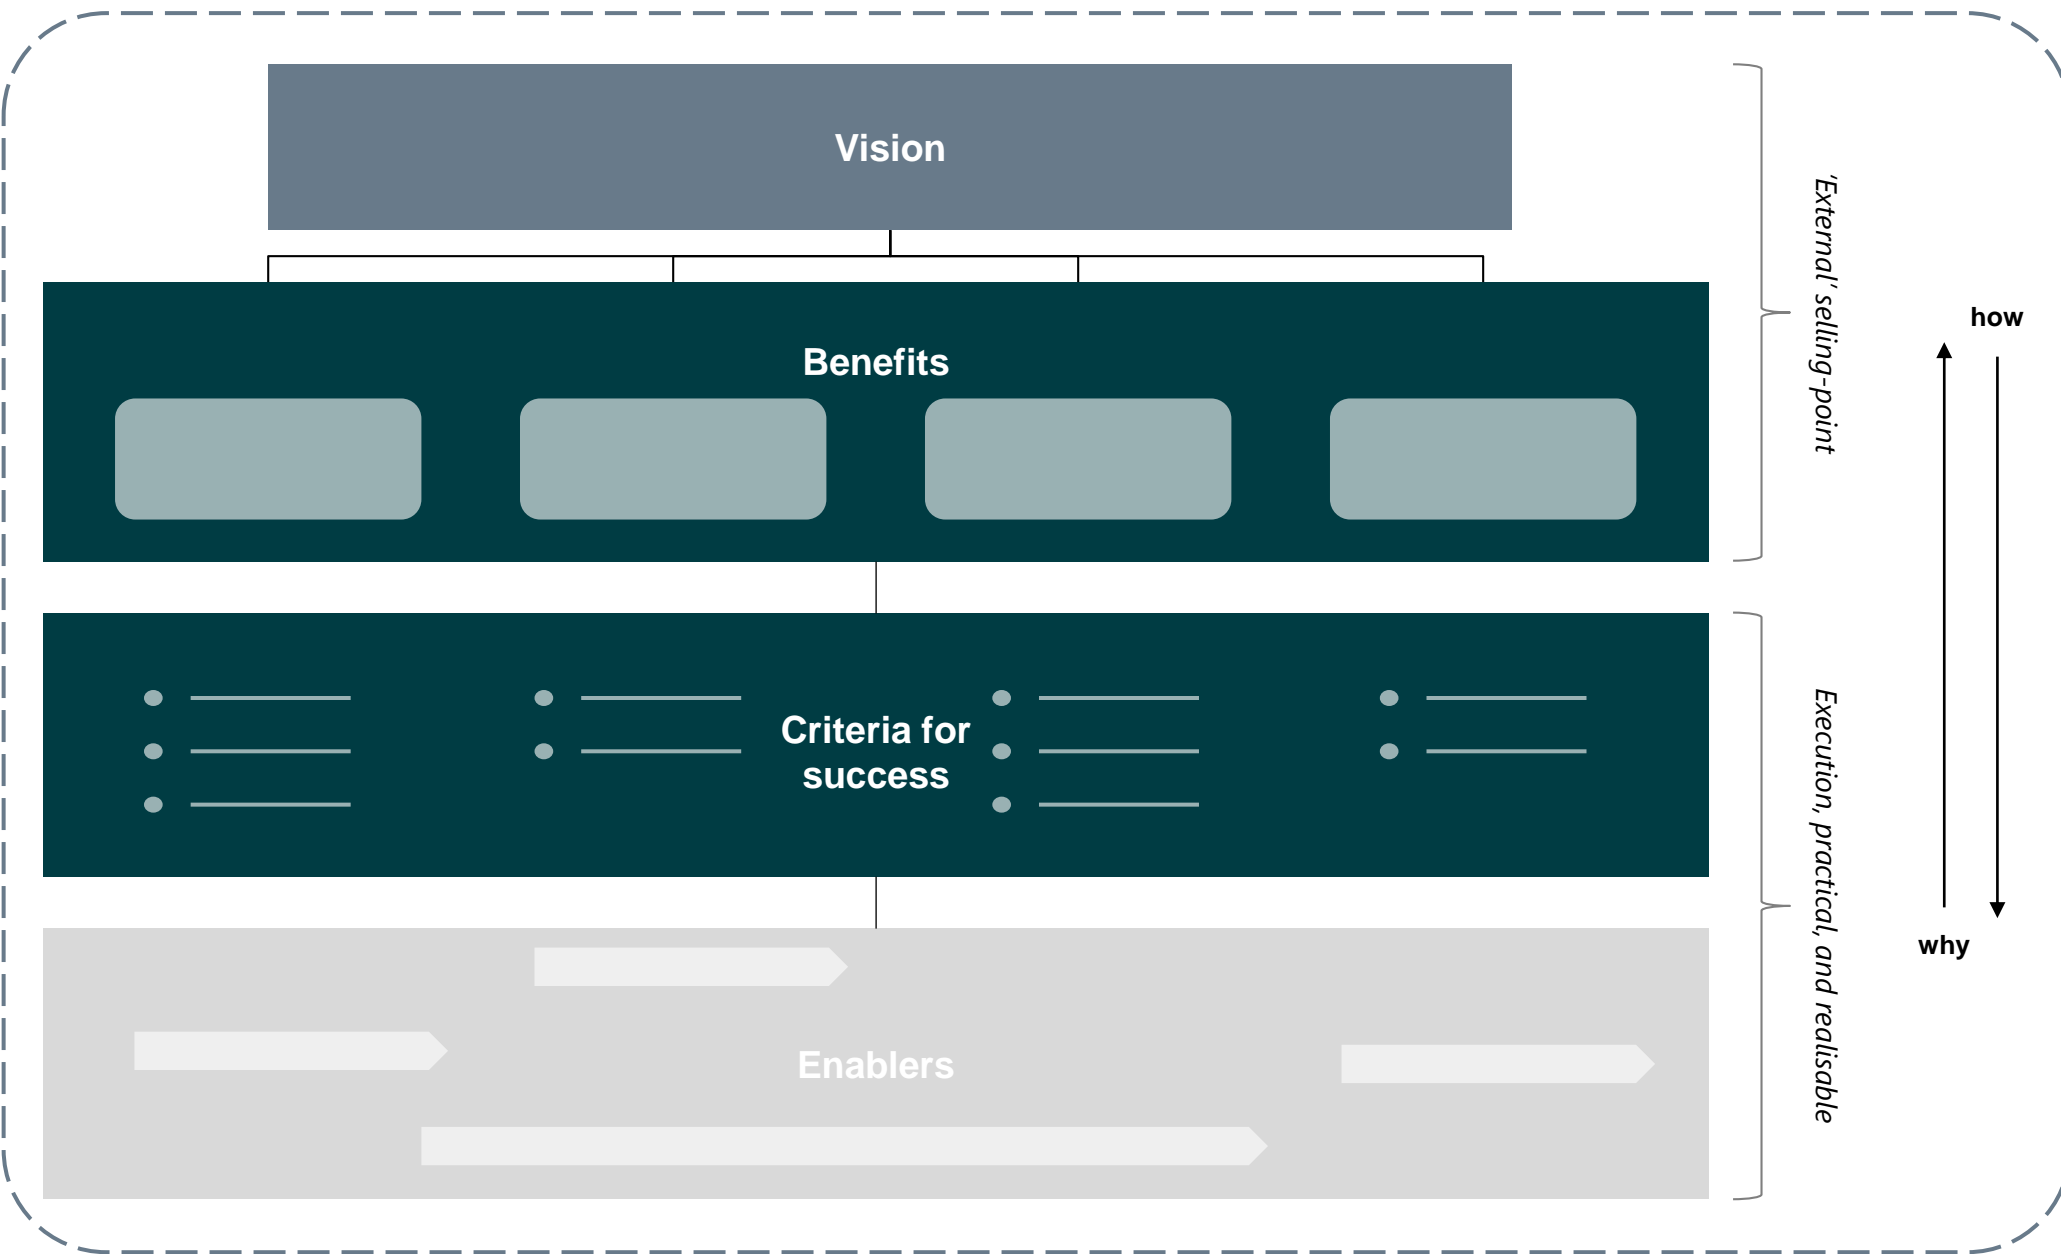 Vision
Benefits
Criteria for
success
Enablers
‘External’ selling-point
Execution, practical, and realisable
how
why